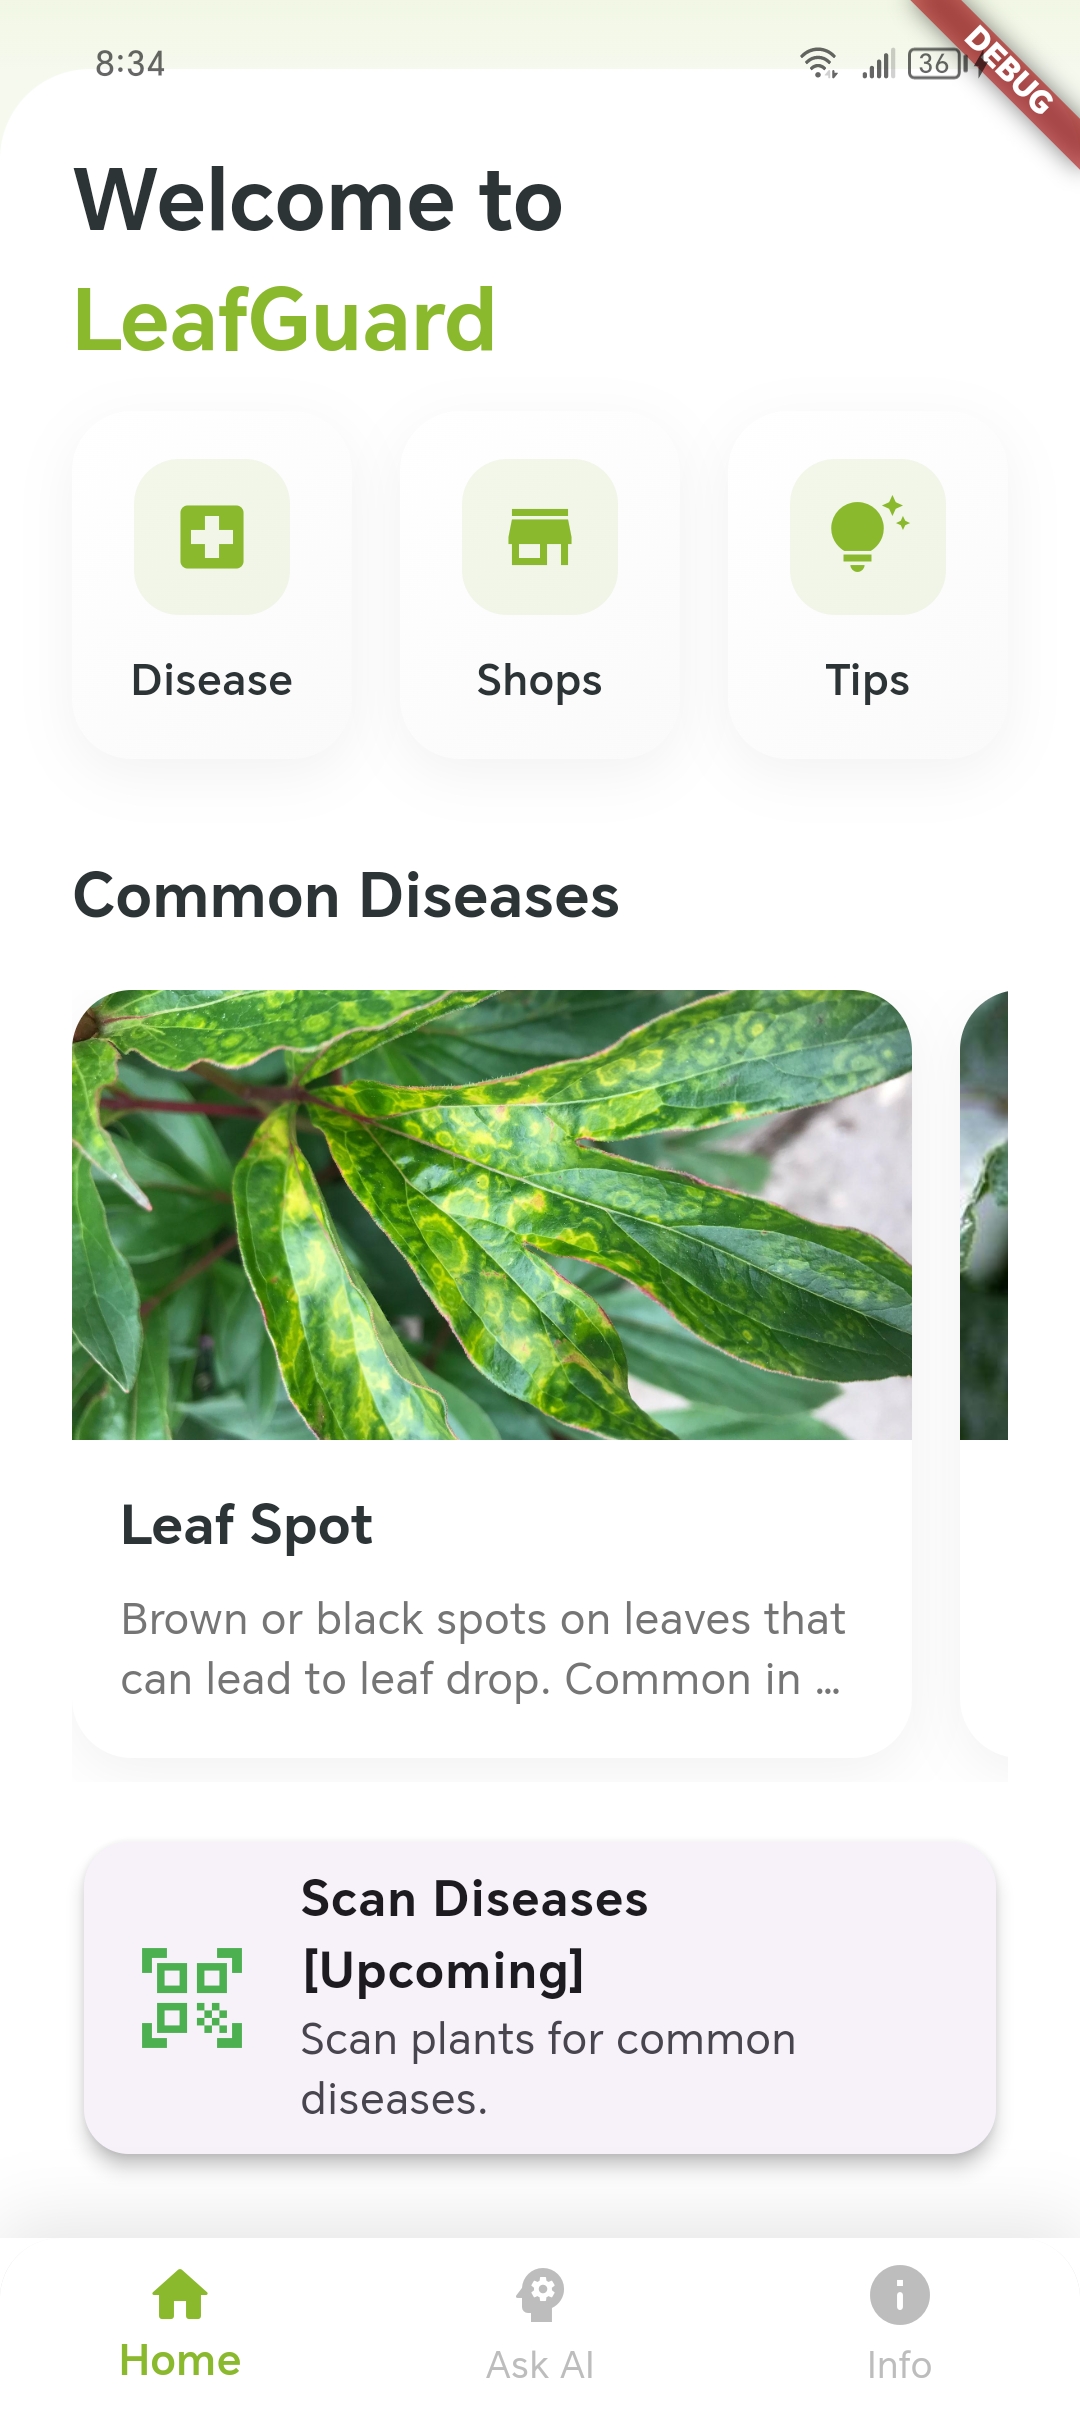 8:34
36
DEBUG
Welcome to
LeafGuard
Disease
Shops
Tips
Common Diseases
Leaf Spot
Brown or black spots on leaves that
can lead to leaf drop. Common in ...
Scan Diseases
[Upcoming]
Scan plants for common
diseases.
Home
Ask AI
Info